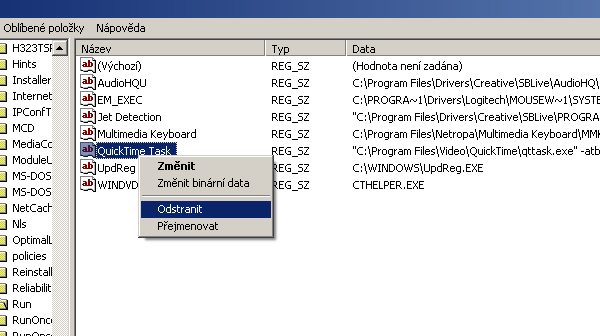 Oblíbené položky Nápověda
H323TSP
Hints
Installer
Internet
IPConfT
MCD
MediaCo
ModuleU
MS-DOS
MS-DOS
NetCach
Nls
OptimalL
policies
Reinstall
Reliabilit
Run
RunOnc
RunOnc
Název Typ Data
(Výchozí) REG_SZ (Hodnota není zadána)
AudioHQU REG_SZ C:\Program Files\Drivers\Creative\SBLive\AudioHQ\
EM_EXEC REG_SZ C:\PROGRA~1\Drivers\Logitech\MOUSEW~1\SYSTE
Jet Detection REG_SZ "C:\Program Files\Drivers\Creative\SBLive\
Multimedia Keyboard REG_SZ C:\Program Files\Netropa\Multimedia Keyboard\MMK
QuickTime Task REG_SZ "C:\Program Files\Video\QuickTime\qttask.exe" -atb
UpdReg REG_SZ C:\WINDOWS\UpdReg.EXE
WINDVD REG_SZ CTHELPER.EXE
Změnit
Změnit binární data
Odstranit
Přejmenovat